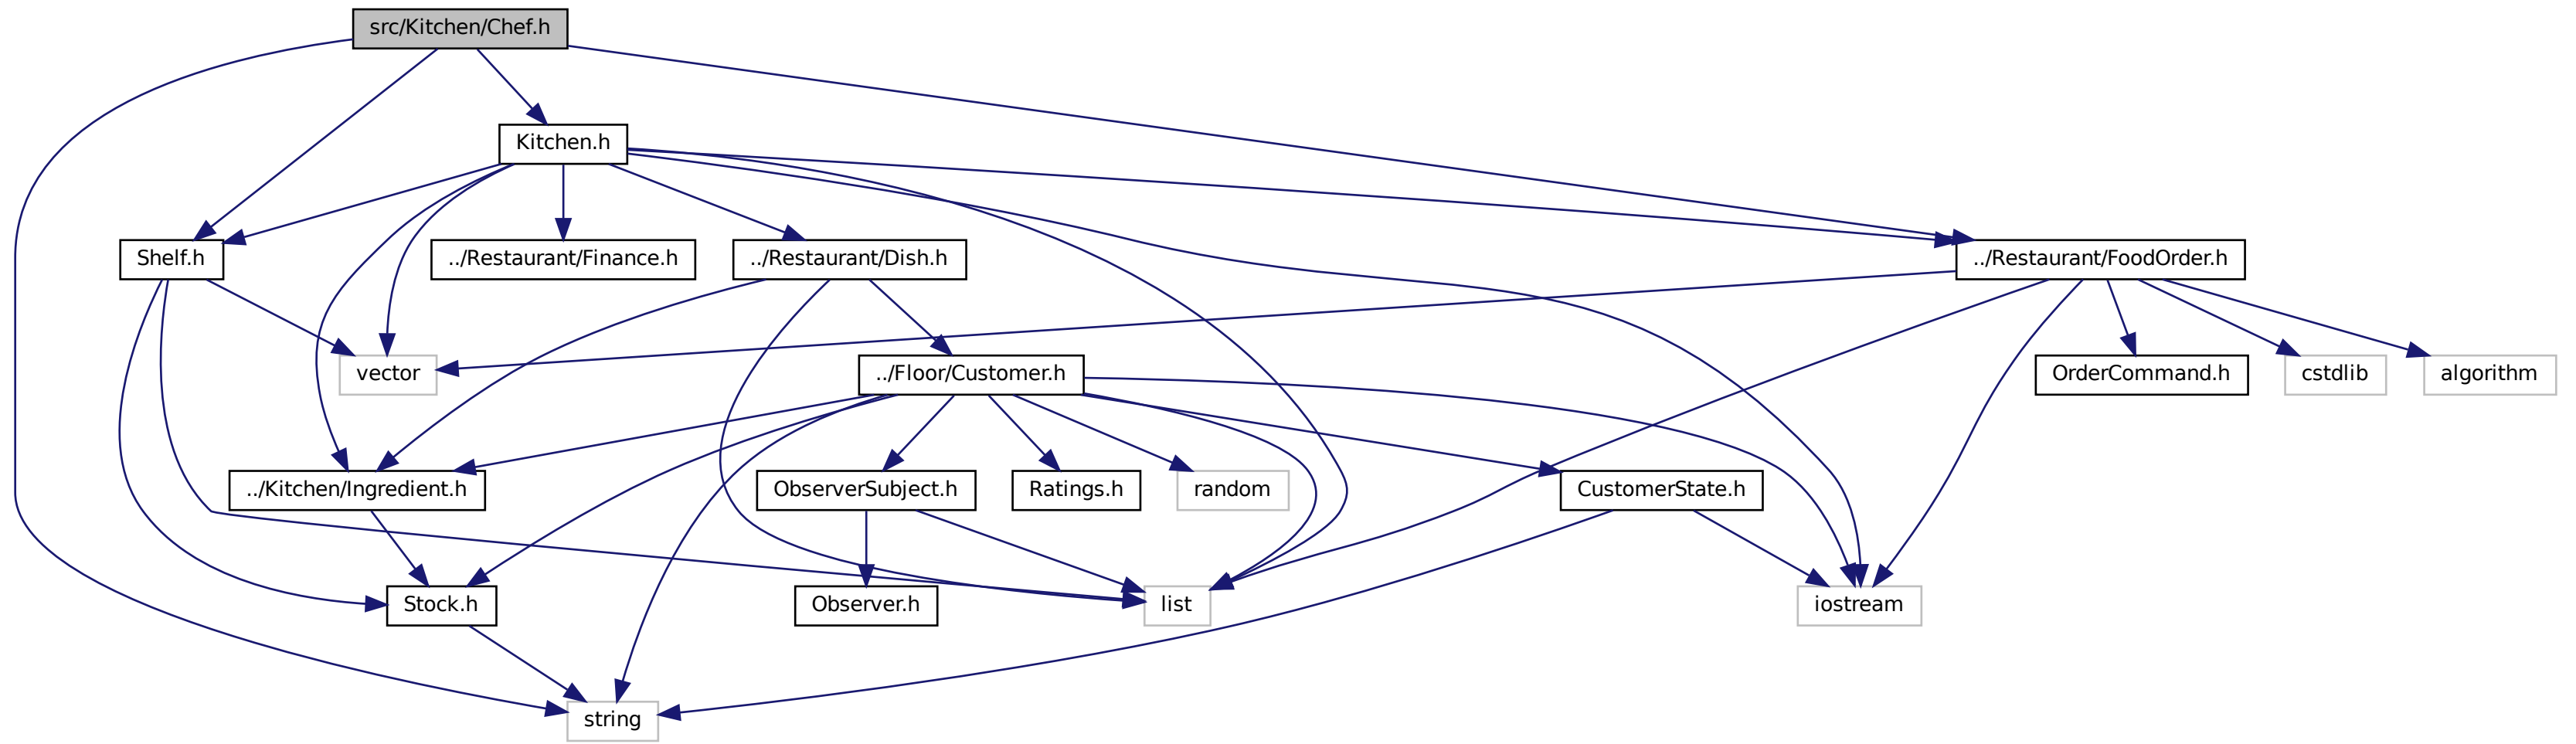 src/Kitchen/Chef.h
Kitchen.h
Shelf.h
../Restaurant/Finance.h
../Restaurant/Dish.h
../Restaurant/FoodOrder.h
vector
../Floor/Customer.h
OrderCommand.h
cstdlib
algorithm
../Kitchen/Ingredient.h
ObserverSubject.h
Ratings.h
random
CustomerState.h
Stock.h
Observer.h
list
iostream
string